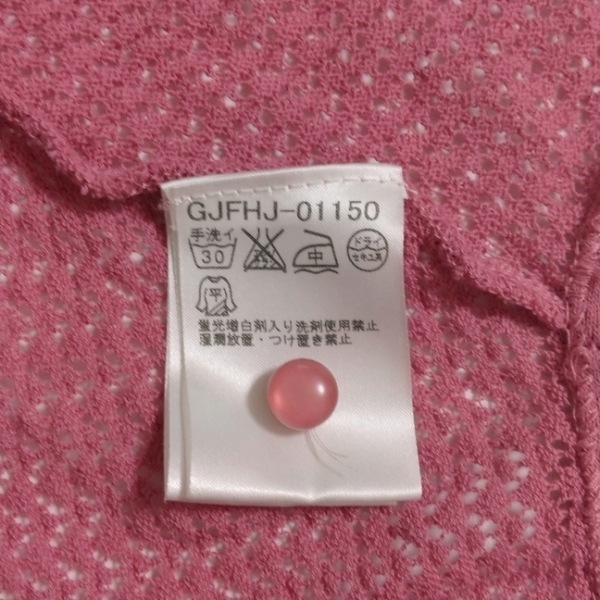 GJFHJ-01150
手洗イ
30
中
ドライ
セキユ系
平
蛍光増白剤入り洗剤使用禁止
湿潤放置・つけ置き禁止